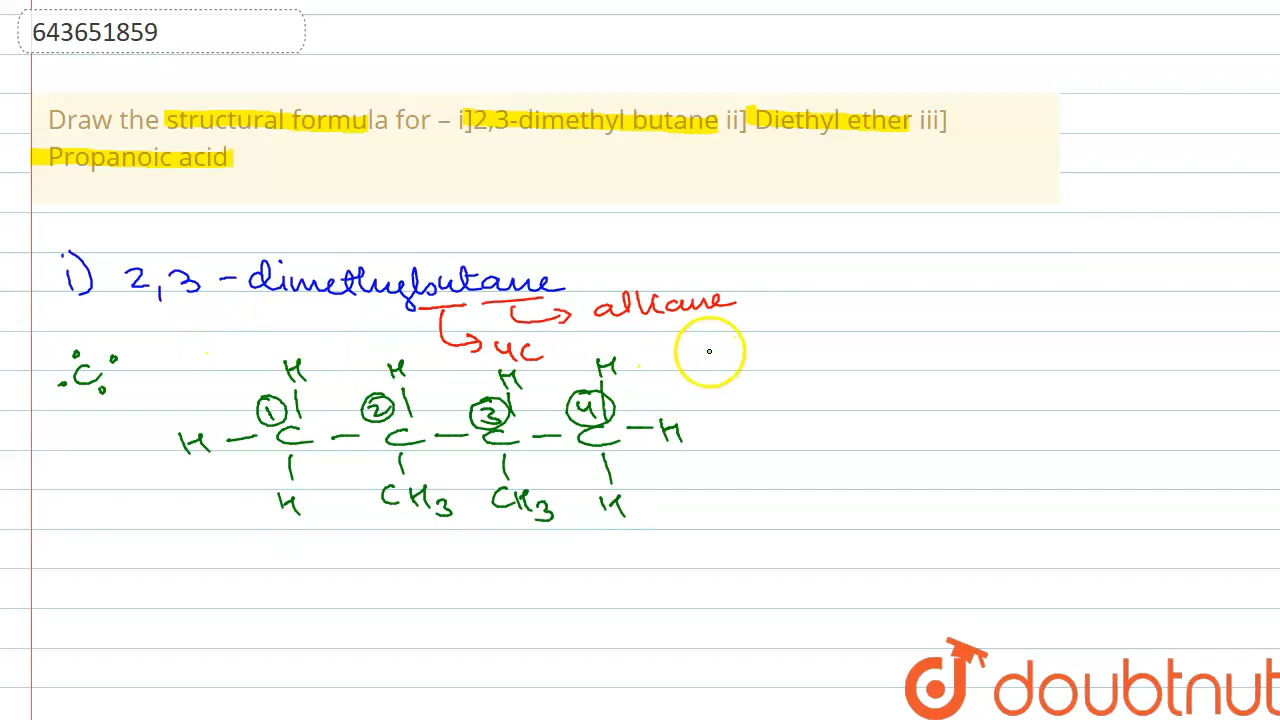 643651859
Draw the structural formula for – i]2,3-dimethyl butane ii] Diethyl ether iii]
Propanoic acid
i) 2,3 - dimethylbutane
alkane
4C
C
H H H H
1 2 3 4
H - C - C - C - C - H
H CH3 CH3 H
doubtnut